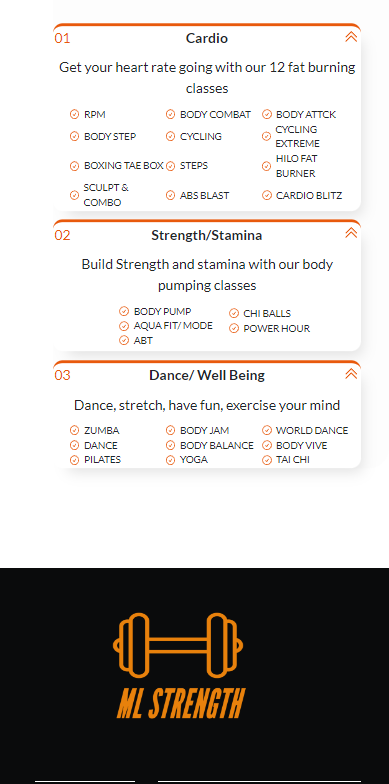 01 Cardio
Get your heart rate going with our 12 fat burning
classes
RPM BODY COMBAT BODY ATTCK
BODY STEP CYCLING CYCLING
EXTREME
BOXING TAE BOX STEPS HILO FAT
BURNER
SCULPT &
COMBO ABS BLAST CARDIO BLITZ
02 Strength/Stamina
Build Strength and stamina with our body
pumping classes
BODY PUMP CHI BALLS
AQUA FIT/ MODE POWER HOUR
ABT
03 Dance/ Well Being
Dance, stretch, have fun, exercise your mind
ZUMBA BODY JAM WORLD DANCE
DANCE BODY BALANCE BODY VIVE
PILATES YOGA TAI CHI
ML STRENGTH